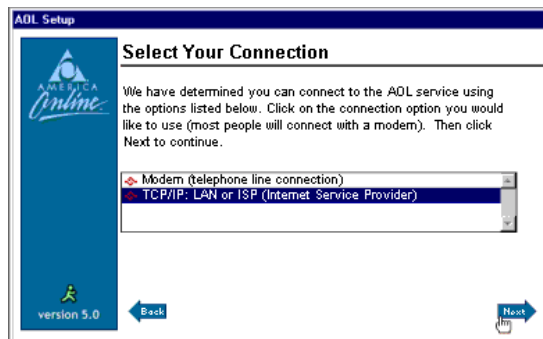 AOL Setup
Select Your Connection
AMERICA
Online
We have determined you can connect to the AOL service using
the options listed below. Click on the connection option you would
like to use (most people will connect with a modem). Then click
Next to continue.
Modem (telephone line connection)
TCP/IP: LAN or ISP (Internet Service Provider)
version 5.0
Back
Next